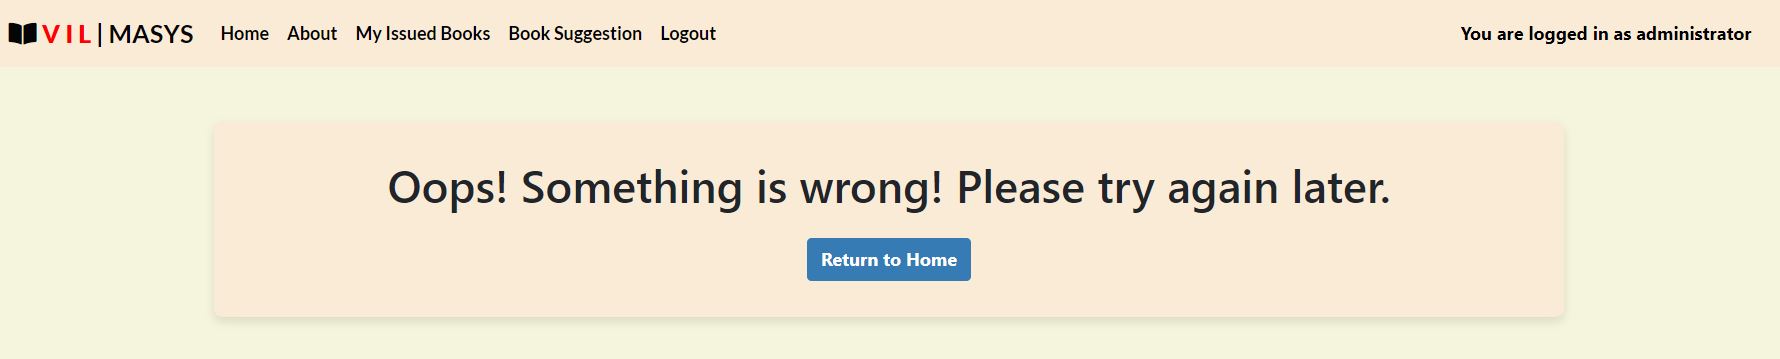 VIL | MASYS Home About My Issued Books Book Suggestion Logout You are logged in as administrator
Oops! Something is wrong! Please try again later.
Return to Home